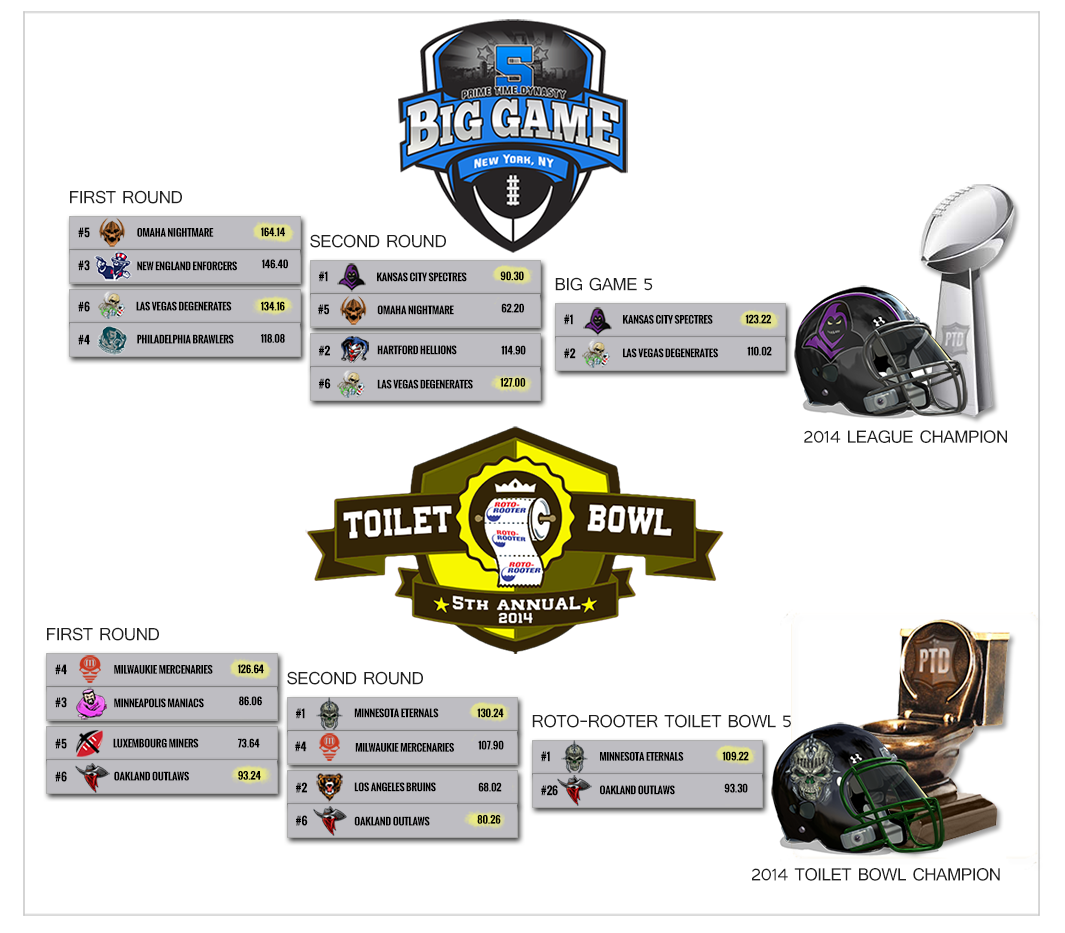 5
PRIME TIME DYNASTY
BIG GAME
NEW YORK, NY
FIRST ROUND
#5 OMAHA NIGHTMARE 164.14
#3 NEW ENGLAND ENFORCERS 146.40
#6 LAS VEGAS DEGENERATES 134.16
#4 PHILADELPHIA BRAWLERS 118.08
SECOND ROUND
#1 KANSAS CITY SPECTRES 90.30
#5 OMAHA NIGHTMARE 62.20
#2 HARTFORD HELLIONS 114.90
#6 LAS VEGAS DEGENERATES 127.00
BIG GAME 5
#1 KANSAS CITY SPECTRES 123.22
#2 LAS VEGAS DEGENERATES 110.02
PTD
2014 LEAGUE CHAMPION
TOILET BOWL
ROTO-ROOTER
ROTO-ROOTER
ROTO-ROOTER
5TH ANNUAL
2014
FIRST ROUND
#4 MILWAUKIE MERCENARIES 126.64
#3 MINNEAPOLIS MANIACS 86.06
#5 LUXEMBOURG MINERS 73.64
#6 OAKLAND OUTLAWS 93.24
SECOND ROUND
#1 MINNESOTA ETERNALS 130.24
#4 MILWAUKIE MERCENARIES 107.90
#2 LOS ANGELES BRUINS 68.02
#6 OAKLAND OUTLAWS 80.26
ROTO-ROOTER TOILET BOWL 5
#1 MINNESOTA ETERNALS 109.22
#26 OAKLAND OUTLAWS 93.30
PTD
2014 TOILET BOWL CHAMPION